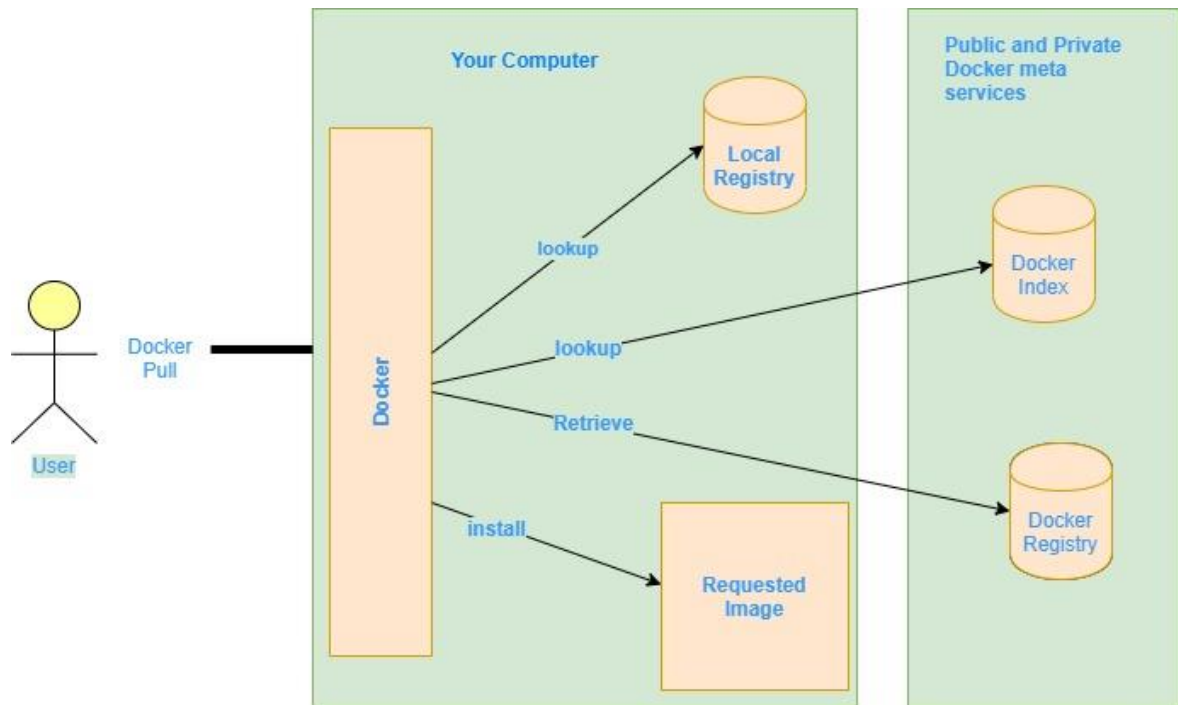 Your Computer
Public and Private
Docker meta
services
Local
Registry
lookup
Docker
Index
Docker
Pull
lookup
Docker
Retrieve
User
Docker
Registry
install
Requested
Image